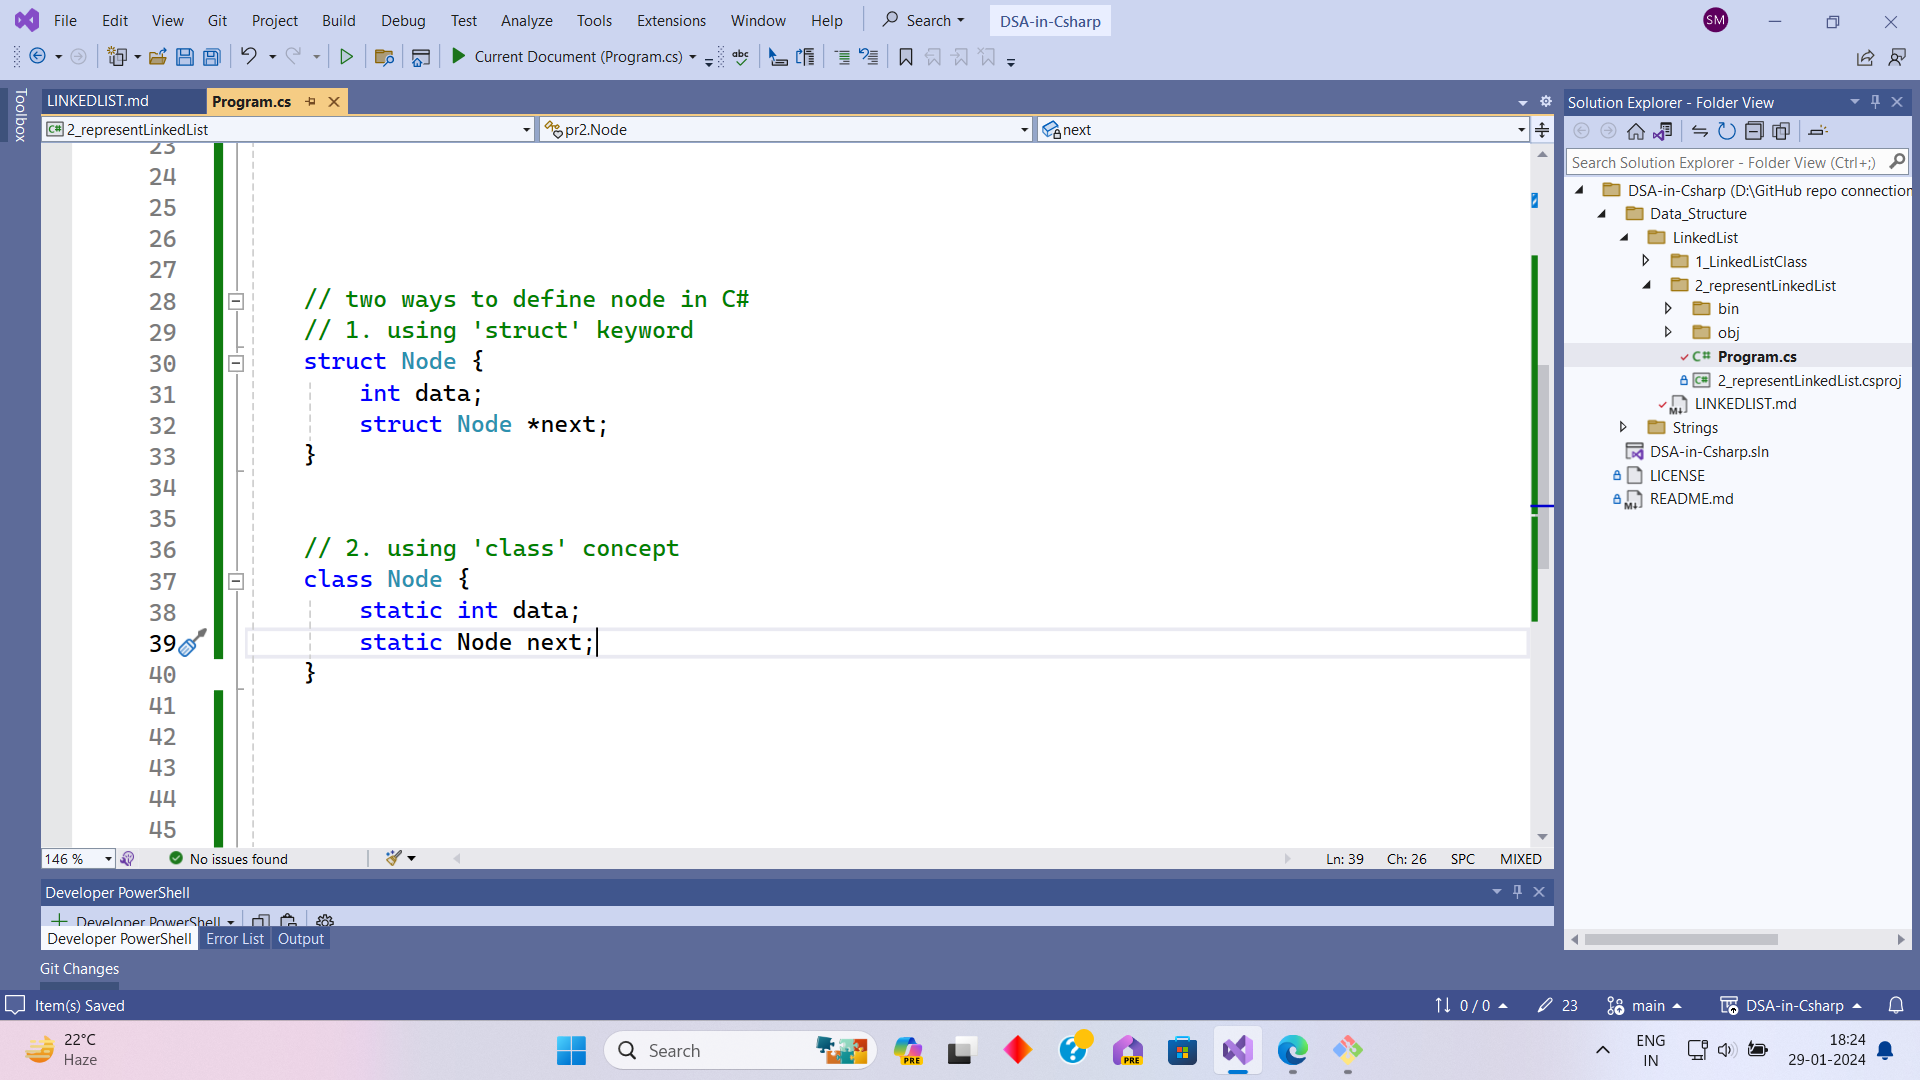 File Edit View Git Project Build Debug Test Analyze Tools Extensions Window Help Search DSA-in-Csharp SM
Current Document (Program.cs) abc
Toolbox
LINKEDLIST.md Program.cs
C# 2_representLinkedList pr2.Node next
23
24
25
26
27
28 // two ways to define node in C#
29 // 1. using 'struct' keyword
30 struct Node {
31 int data;
32 struct Node *next;
33 }
34
35
36 // 2. using 'class' concept
37 class Node {
38 static int data;
39 static Node next;
40 }
41
42
43
44
45
146 % No issues found Ln: 39 Ch: 26 SPC MIXED
Developer PowerShell
Developer PowerShell
Developer PowerShell Error List Output
Git Changes
Solution Explorer - Folder View
Search Solution Explorer - Folder View (Ctrl+;)
DSA-in-Csharp (D:\GitHub repo connection
Data_Structure
LinkedList
1_LinkedListClass
2_representLinkedList
bin
obj
C# Program.cs
C# 2_representLinkedList.csproj
M↓ LINKEDLIST.md
Strings
DSA-in-Csharp.sln
LICENSE
M↓ README.md
Item(s) Saved 0 / 0 23 main DSA-in-Csharp
22°C
Haze
Search
PRE
PRE
ENG
IN
18:24
29-01-2024